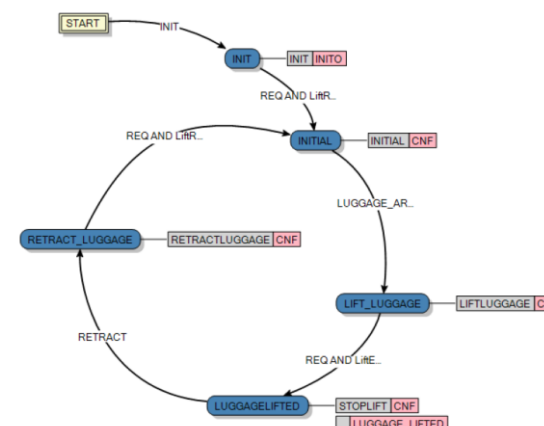 START
INIT
INIT
INIT INITO
REQ AND LiftR...
INITIAL
INITIAL CNF
REQ AND LiftR...
LUGGAGE_AR...
RETRACT_LUGGAGE
RETRACTLUGGAGE CNF
LIFT_LUGGAGE
LIFTLUGGAGE C
RETRACT
REQ AND LiftE...
LUGGAGELIFTED
STOPLIFT CNF
LUGGAGE_LIFTED